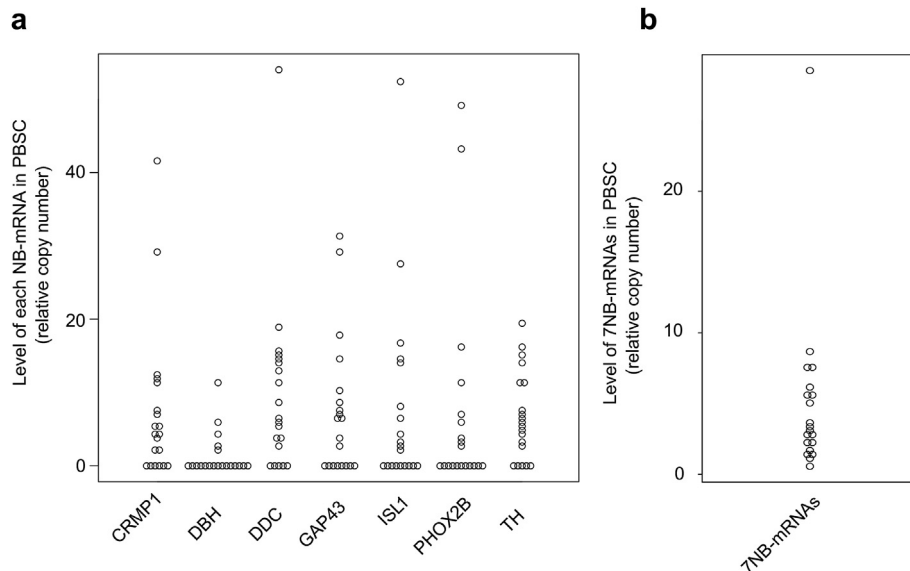 a
b
Level of each NB-mRNA in PBSC
(relative copy number)
40
20
0
CRMP1
DBH
DDC
GAP43
ISL1
PHOX2B
TH
Level of 7NB-mRNAs in PBSC
(relative copy number)
20
10
0
7NB-mRNAs